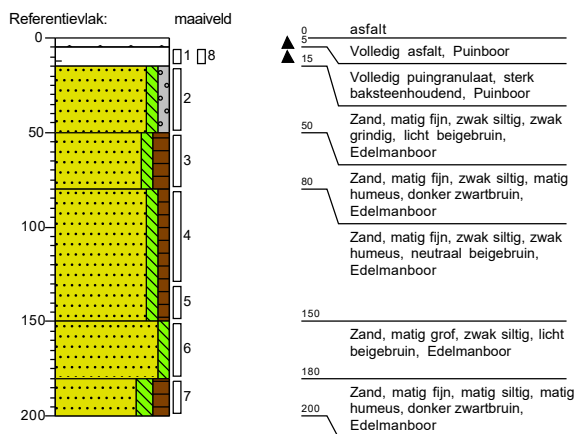 Referentievlak: maaiveld
0
50
100
150
200
1 8
2
3
4
5
6
7
0 asfalt
5
Volledig asfalt, Puinboor
15
Volledig puingranulaat, sterk
baksteenhoudend, Puinboor
Zand, matig fijn, zwak siltig, zwak
grindig, licht beigebruin,
Edelmanboor
50
Zand, matig fijn, zwak siltig, matig
humeus, donker zwartbruin,
Edelmanboor
80
Zand, matig fijn, zwak siltig, zwak
humeus, neutraal beigebruin,
Edelmanboor
150
Zand, matig grof, zwak siltig, licht
beigebruin, Edelmanboor
180
Zand, matig fijn, matig siltig, matig
humeus, donker zwartbruin,
Edelmanboor
200